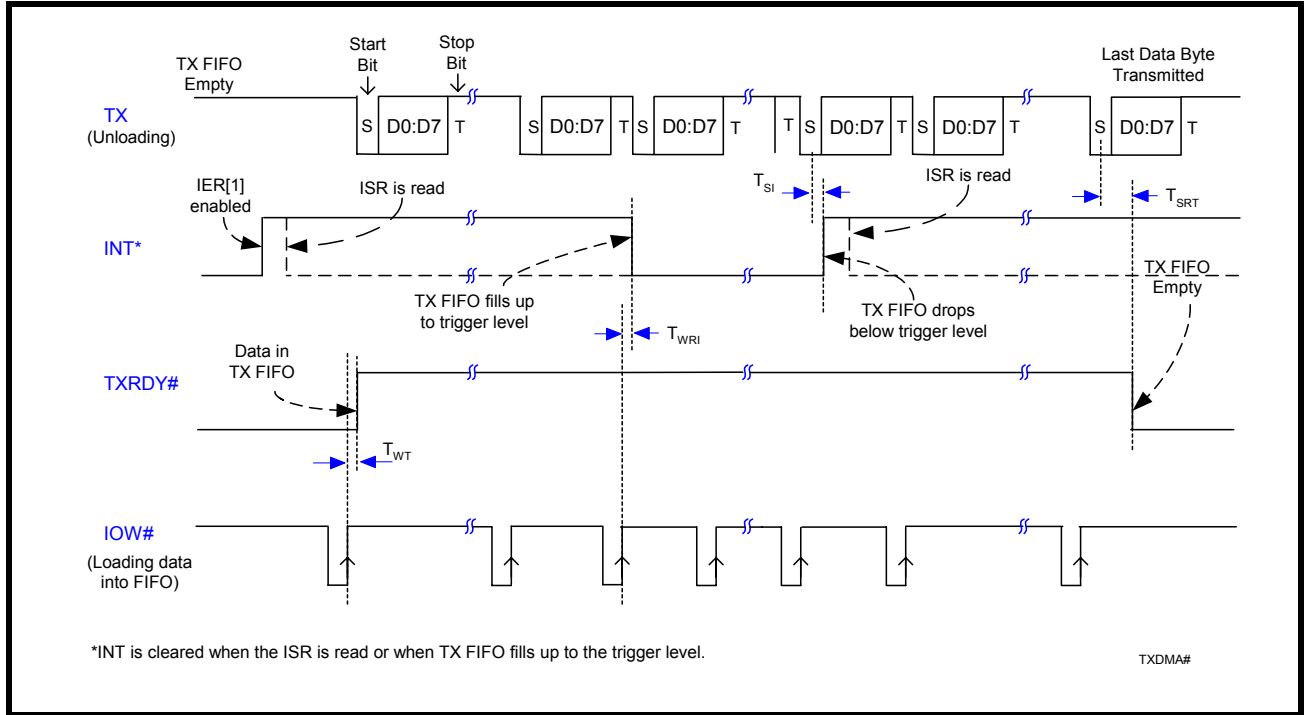 Start
Bit
Stop
Bit
TX FIFO
Empty
Last Data Byte
Transmitted
TX
(Unloading)
S D0:D7 T
S D0:D7 T S D0:D7 T
T S D0:D7 T S D0:D7 T
S D0:D7 T
IER[1]
enabled
ISR is read
TSI
ISR is read
TSRT
INT*
TX FIFO fills up
to trigger level
TX FIFO drops
below trigger level
TX FIFO
Empty
TWRI
Data in
TX FIFO
TXRDY#
TWT
IOW#
(Loading data
into FIFO)
*INT is cleared when the ISR is read or when TX FIFO fills up to the trigger level.
TXDMA#